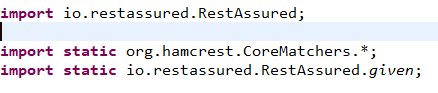 import io.restassured.RestAssured;
import static org.hamcrest.CoreMatchers.*;
import static io.restassured.RestAssured.given;